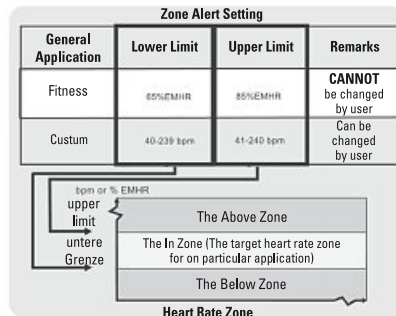 Zone Alert Setting
General Application
Lower Limit
Upper Limit
Remarks
Fitness
65%EMHR
85%EMHR
CANNOT
be changed
by user
Custum
40-239 bpm
41-240 bpm
Can be
changed
by user
bpm or % EMHR
upper
limit
untere
Grenze
The Above Zone
The In Zone (The target heart rate zone
for on particular application)
The Below Zone
Heart Rate Zone